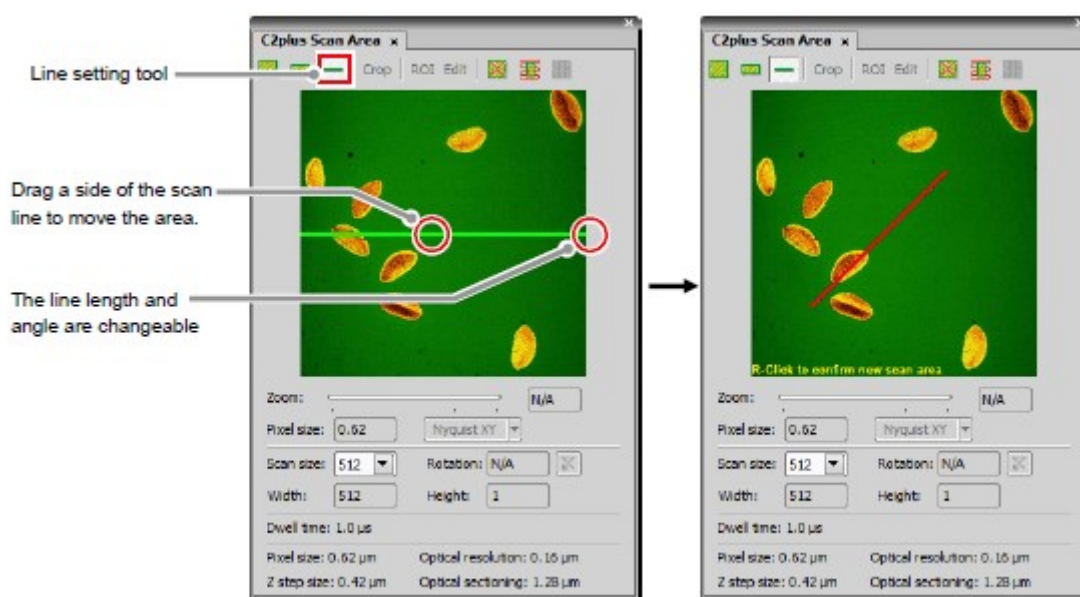 Line setting tool
Drag a side of the scan
line to move the area.
The line length and
angle are changeable
C2plus Scan Area x
Crop ROI Edit
Zoom: N/A
Pixel size: 0.62 Nyquist XY
Scan size: 512 Rotation: N/A
Width: 512 Height: 1
Dwell time: 1.0 µs
Pixel size: 0.62 µm Optical resolution: 0.16 µm
Z step size: 0.42 µm Optical sectioning: 1.28 µm
C2plus Scan Area x
Crop ROI Edit
R-Click to confirm new scan area
Zoom: N/A
Pixel size: 0.62 Nyquist XY
Scan size: 512 Rotation: N/A
Width: 512 Height: 1
Dwell time: 1.0 µs
Pixel size: 0.62 µm Optical resolution: 0.16 µm
Z step size: 0.42 µm Optical sectioning: 1.28 µm